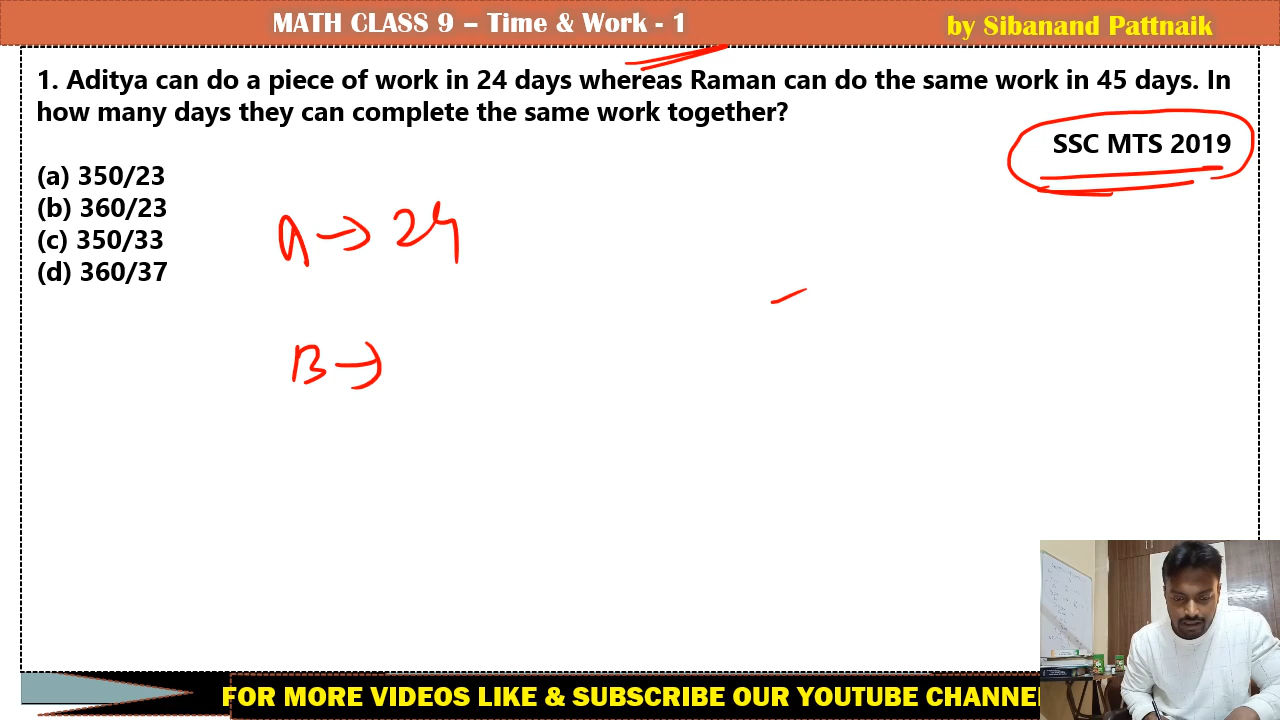 MATH CLASS 9 – Time & Work - 1
by Sibanand Pattnaik
1. Aditya can do a piece of work in 24 days whereas Raman can do the same work in 45 days. In
how many days they can complete the same work together?
SSC MTS 2019
(a) 350/23
(b) 360/23
(c) 350/33
(d) 360/37
A → 24
B →
FOR MORE VIDEOS LIKE & SUBSCRIBE OUR YOUTUBE CHANNE